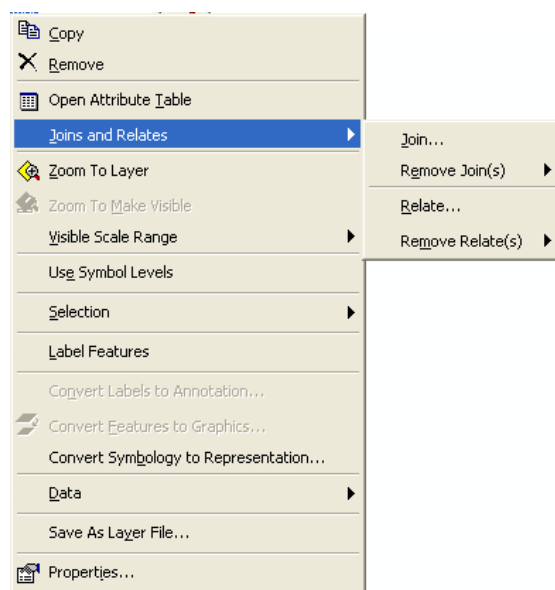 Copy
Remove
Open Attribute Table
Joins and Relates
Join...
Zoom To Layer
Remove Join(s)
Zoom To Make Visible
Relate...
Visible Scale Range
Remove Relate(s)
Use Symbol Levels
Selection
Label Features
Convert Labels to Annotation...
Convert Features to Graphics...
Convert Symbology to Representation...
Data
Save As Layer File...
Properties...